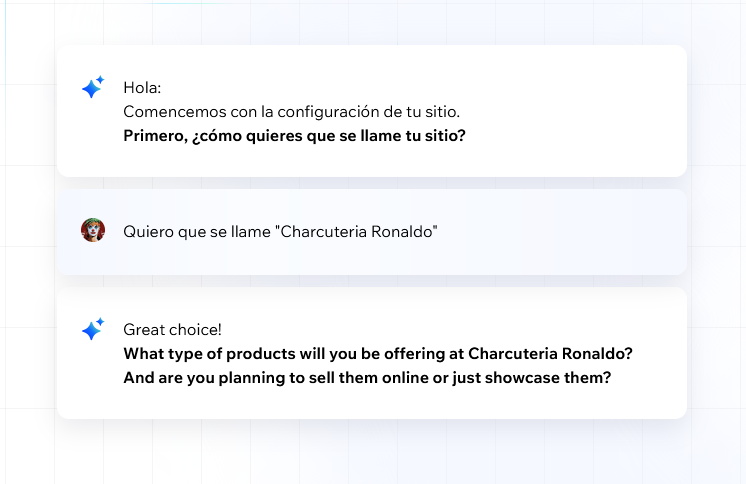 Hola:
Comencemos con la configuración de tu sitio.
Primero, ¿cómo quieres que se llame tu sitio?
Quiero que se llame "Charcuteria Ronaldo"
Great choice!
What type of products will you be offering at Charcuteria Ronaldo?
And are you planning to sell them online or just showcase them?